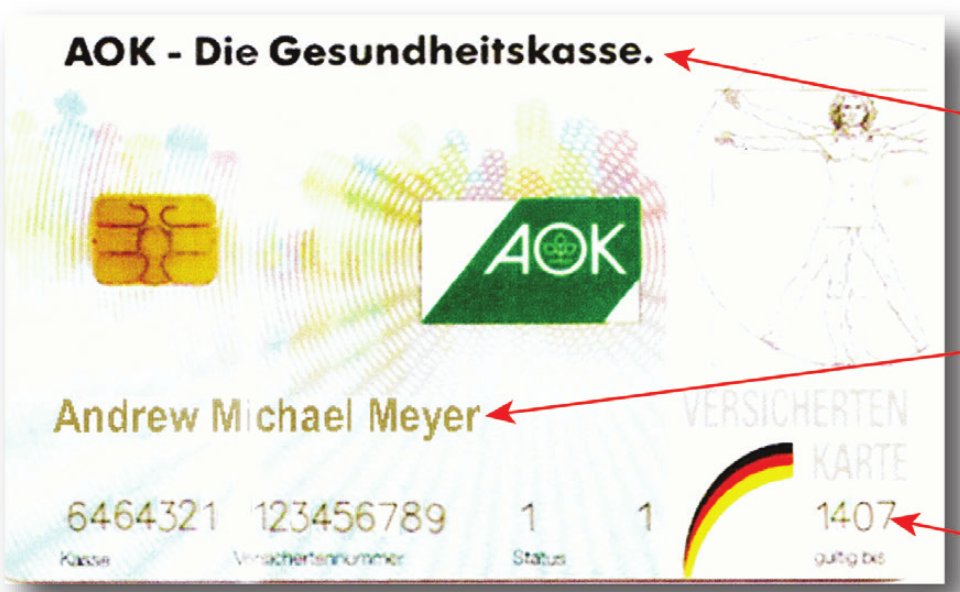 AOK - Die Gesundheitskasse.
AOK
Andrew Michael Meyer
VERSICHERTEN
KARTE
6464321 123456789 1 1 1407
Kasse Versichertennummer Status gültig bis